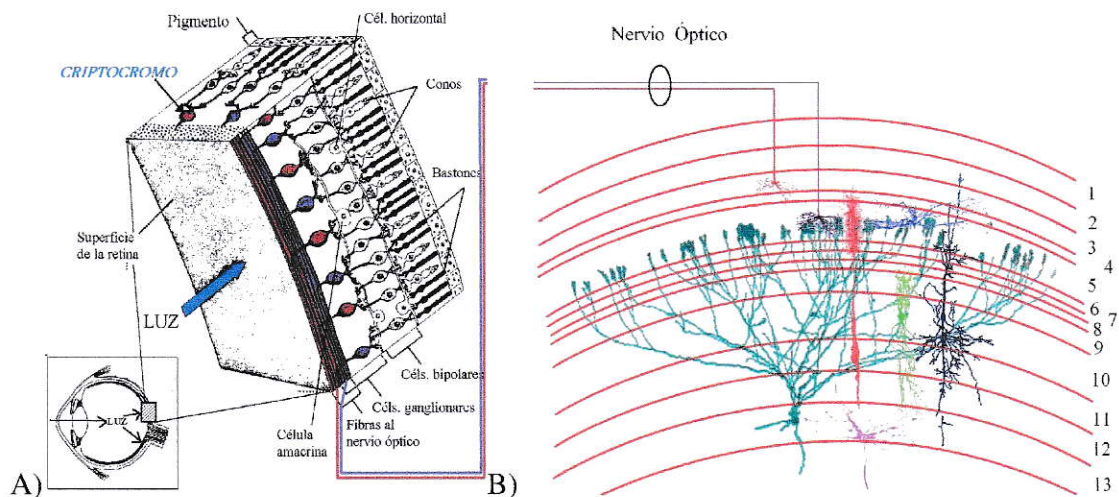 Pigmento
Cél. horizontal
CRIPTOCROMO
Conos
Bastones
Superficie
de la retina
LUZ
Céls. bipolares
Céls. ganglionares
Fibras al
nervio óptico
Célula
amacrina
LUZ
A)
Nervio Óptico
1
2
3
4
5
6
7
8
9
10
11
12
13
B)